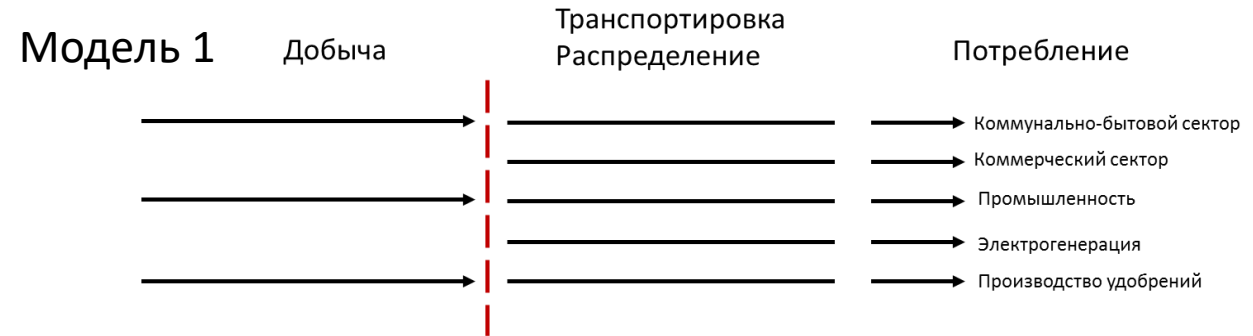 Модель 1
Добыча
Транспортировка
Распределение
Потребление
Коммунально-бытовой сектор
Коммерческий сектор
Промышленность
Электрогенерация
Производство удобрений